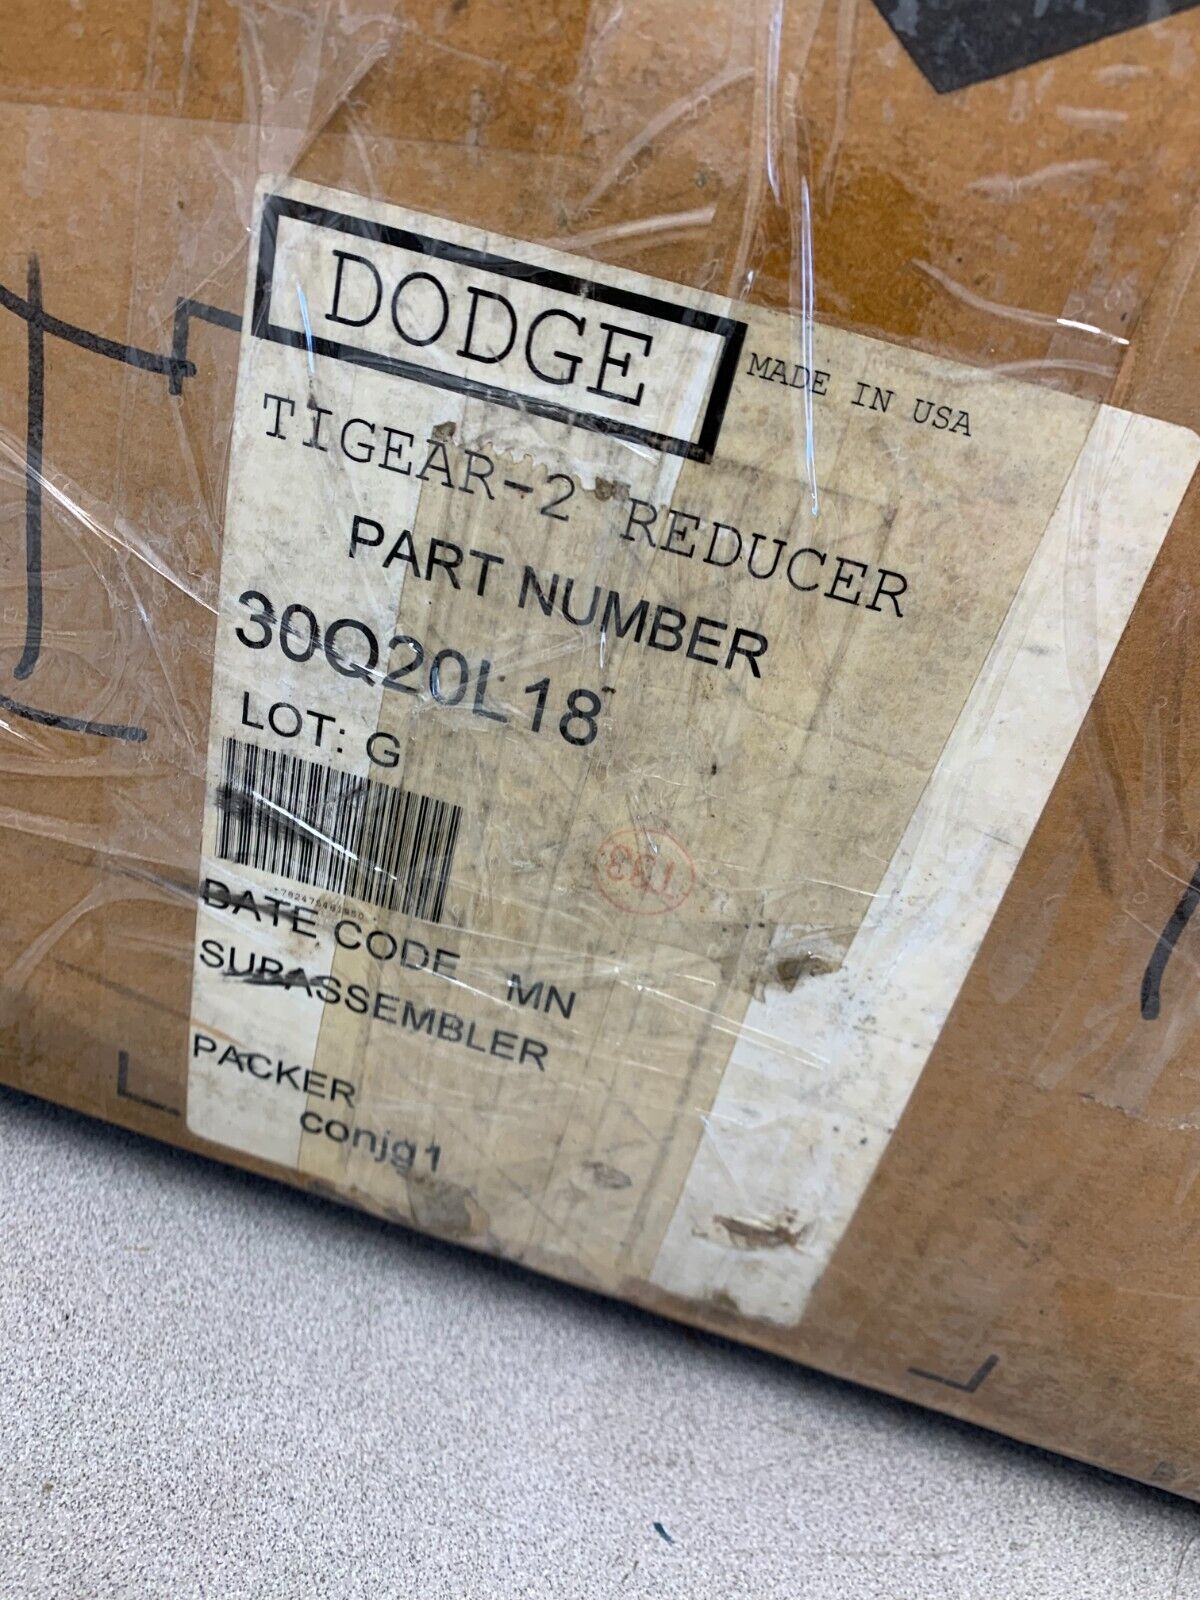 DODGE
MADE IN USA
TIGEAR-2 REDUCER
PART NUMBER
30Q20L18
LOT: G
DATE CODE MN
SUBASSEMBLER
PACKER
conjg1